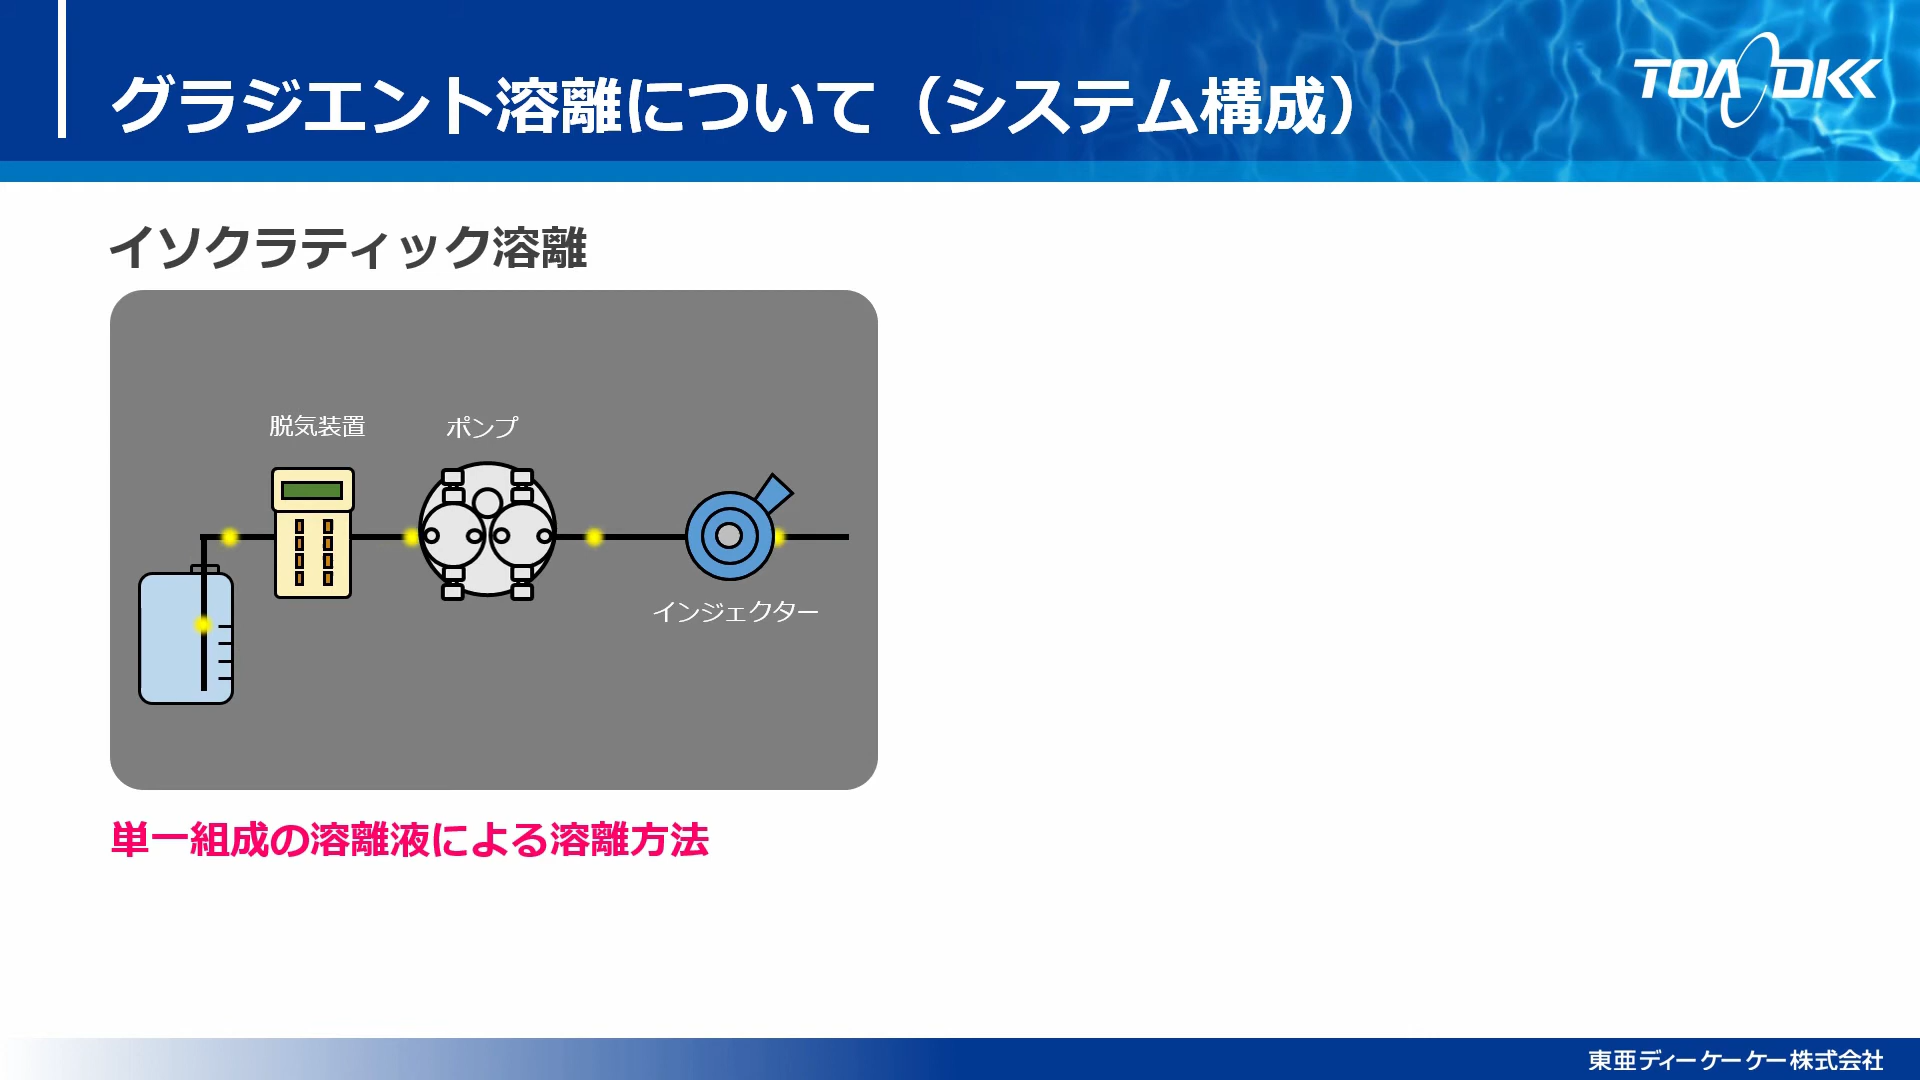 グラジエント溶離について（システム構成）
TOA DKK
イソクラティック溶離
脱気装置
ポンプ
インジェクター
単一組成の溶離液による溶離方法
東亜ディーケーケー株式会社